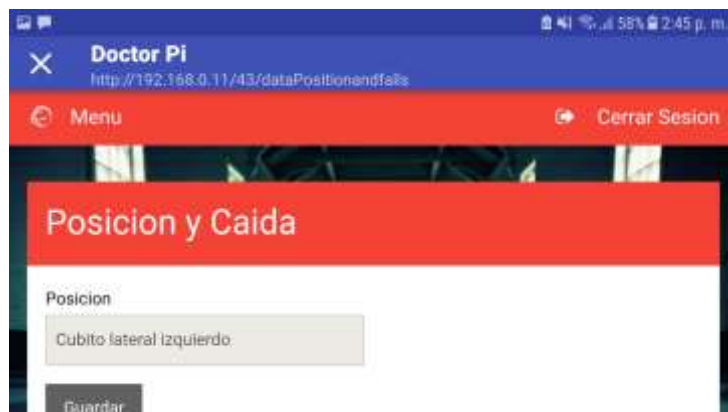 58% 2:45 p. m.
Doctor Pi
http://192.168.0.11/43/dataPositionandfalls
Menu
Cerrar Sesion
Posicion y Caida
Posicion
Cubito lateral izquierdo
Guardar